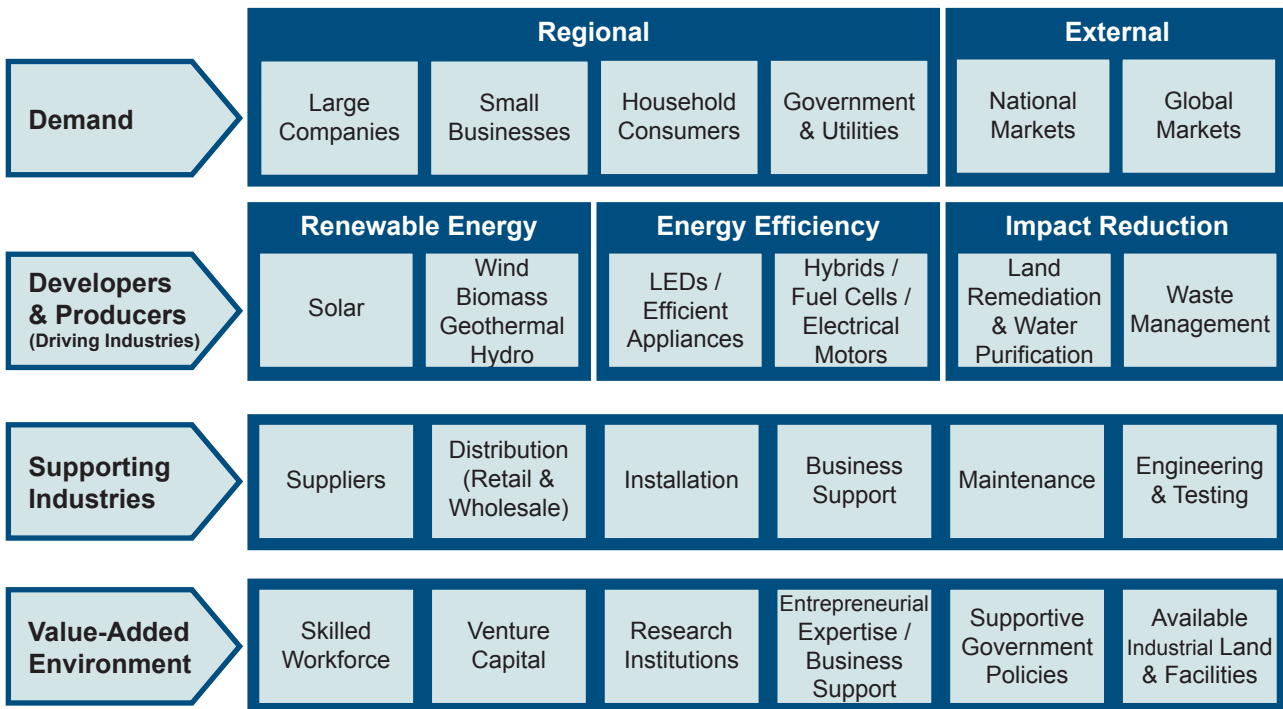 Demand
Regional
Large
Companies
Small
Businesses
Household
Consumers
Government
& Utilities
External
National
Markets
Global
Markets
Developers
& Producers
(Driving Industries)
Renewable Energy
Solar
Wind
Biomass
Geothermal
Hydro
Energy Efficiency
LEDs /
Efficient
Appliances
Hybrids /
Fuel Cells /
Electrical
Motors
Impact Reduction
Land
Remediation
& Water
Purification
Waste
Management
Supporting
Industries
Suppliers
Distribution
(Retail &
Wholesale)
Installation
Business
Support
Maintenance
Engineering
& Testing
Value-Added
Environment
Skilled
Workforce
Venture
Capital
Research
Institutions
Entrepreneurial
Expertise /
Business
Support
Supportive
Government
Policies
Available
Industrial Land
& Facilities